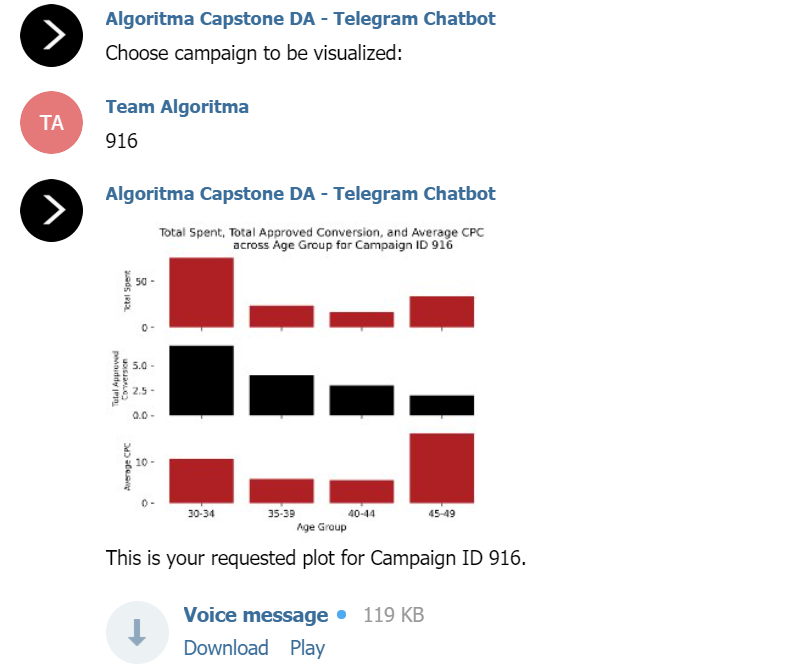 Algoritma Capstone DA - Telegram Chatbot
Choose campaign to be visualized:
TA
Team Algoritma
916
Algoritma Capstone DA - Telegram Chatbot
Total Spent, Total Approved Conversion, and Average CPC
across Age Group for Campaign ID 916
Total Spent
50
0
Total Approved
Conversion
5.0
2.5
0.0
Average CPC
10
0
30-34 35-39 40-44 45-49
Age Group
This is your requested plot for Campaign ID 916.
Voice message 119 KB
Download Play